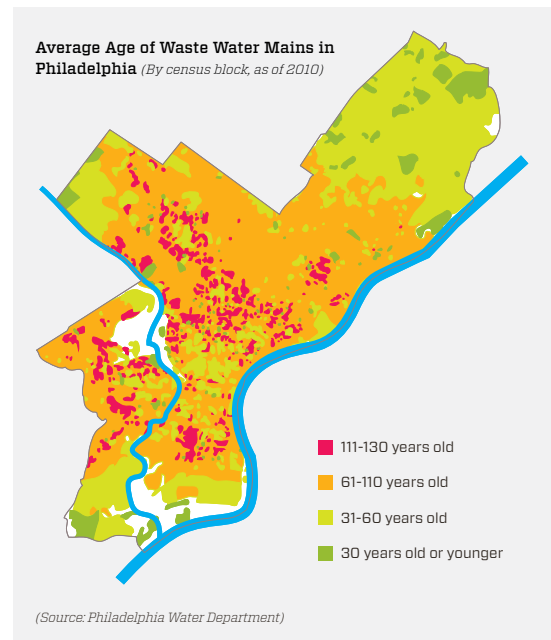 Average Age of Waste Water Mains in
Philadelphia (By census block, as of 2010)
111-130 years old
61-110 years old
31-60 years old
30 years old or younger
(Source: Philadelphia Water Department)